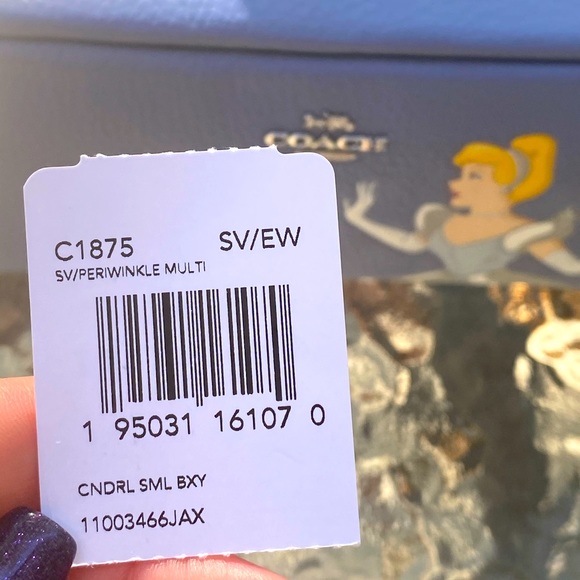 COACH
C1875 SV/EW
SV/PERIWINKLE MULTI
1 95031 16107 0
CNDRL SML BXY
11003466JAX